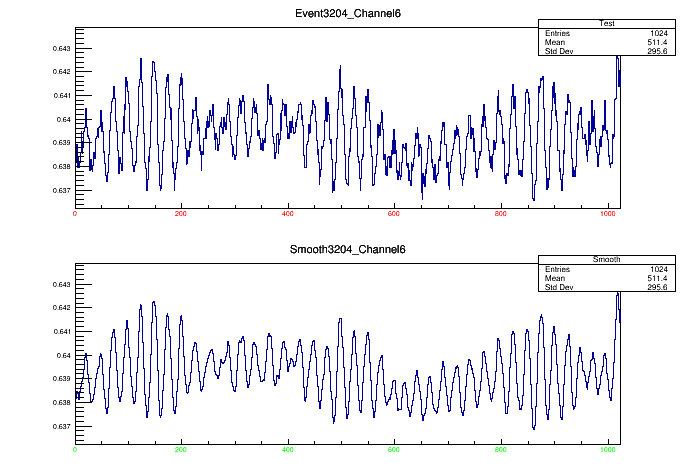 Event3204_Channel6
Test
Entries 1024
Mean 511.4
Std Dev 295.6
0.643
0.642
0.641
0.64
0.639
0.638
0.637
0 200 400 600 800 1000
Smooth3204_Channel6
Smooth
Entries 1024
Mean 511.4
Std Dev 295.6
0.643
0.642
0.641
0.64
0.639
0.638
0.637
0 200 400 600 800 1000